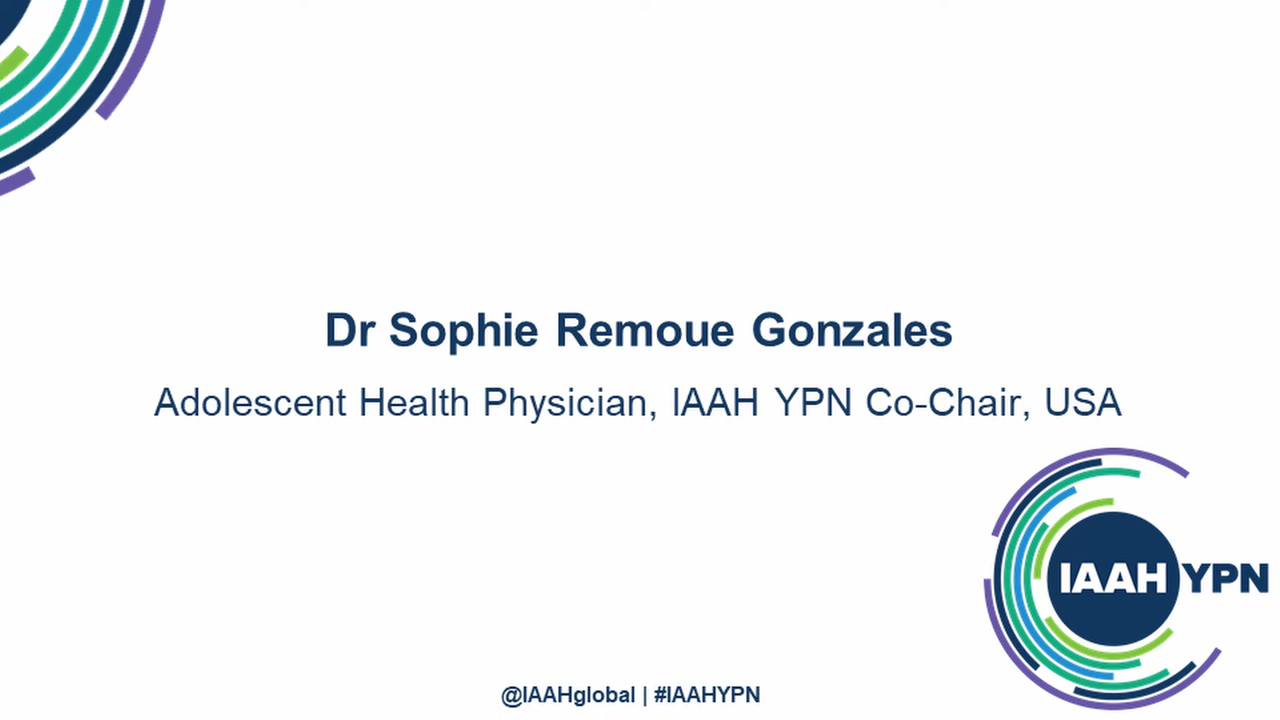 Dr Sophie Remoue Gonzales
Adolescent Health Physician, IAAH YPN Co-Chair, USA
IAAH YPN
@IAAHglobal | #IAAHYPN